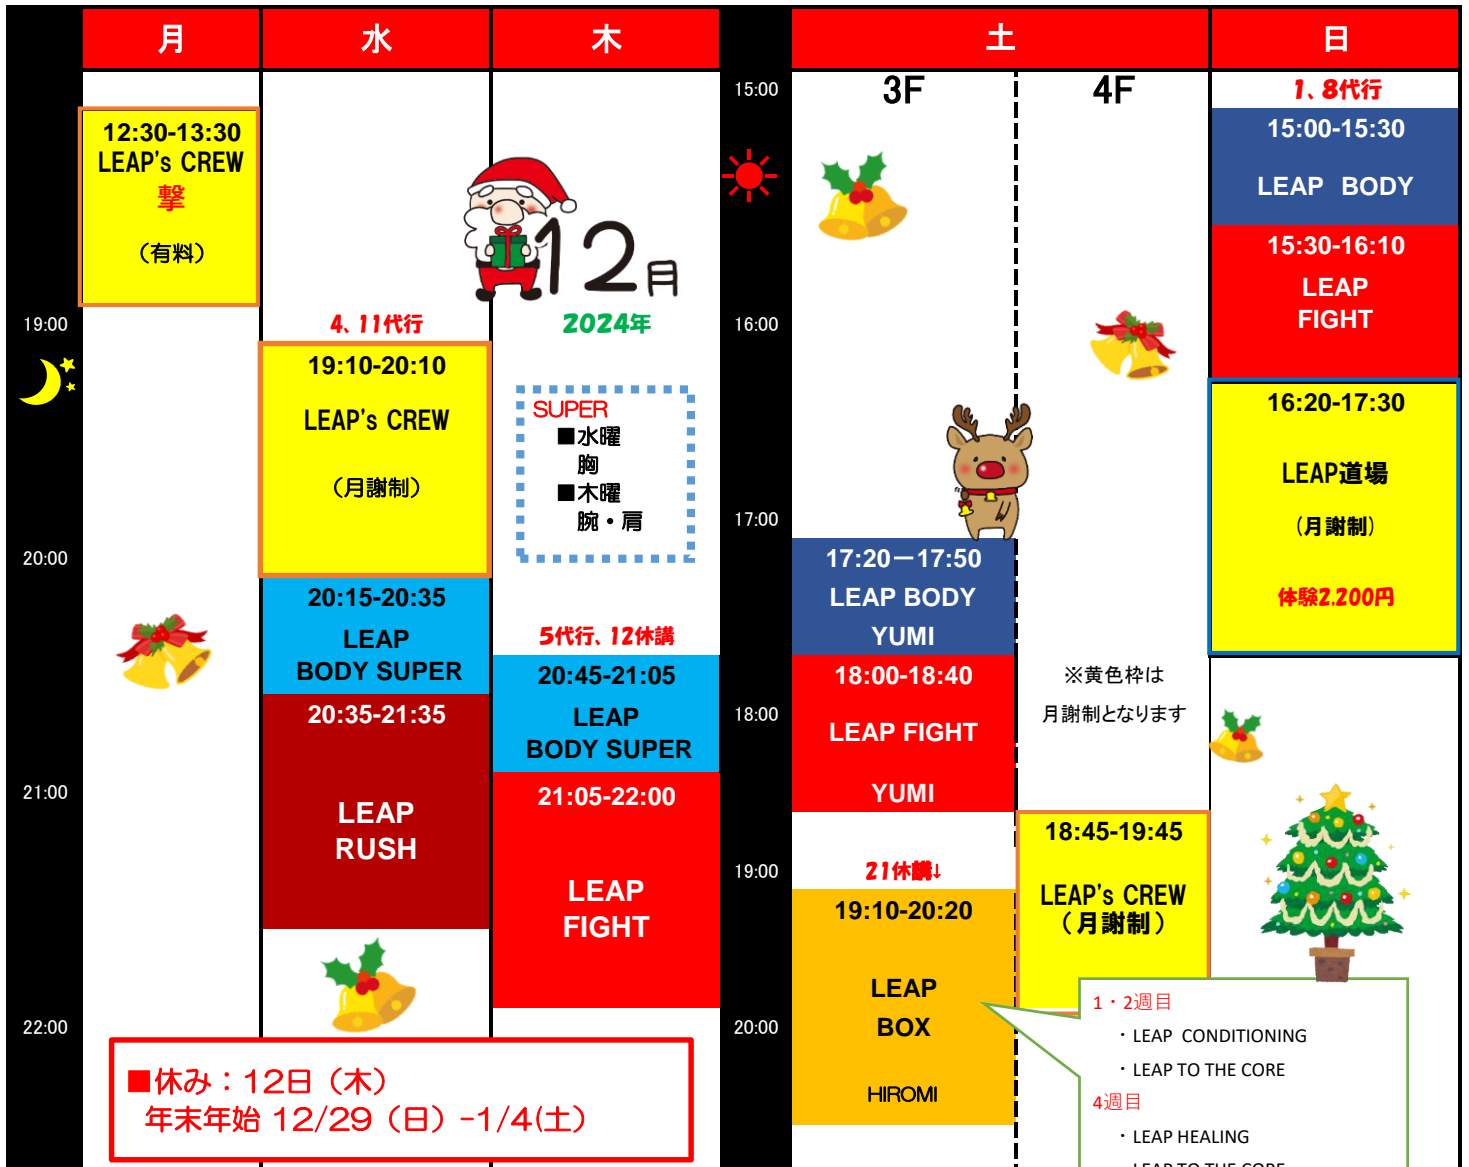 月
水
木
土
日
12:30-13:30
LEAP's CREW
撃
（有料）
19:00
20:00
21:00
22:00
4、11代行
19:10-20:10
LEAP's CREW
（月謝制）
20:15-20:35
LEAP
BODY SUPER
20:35-21:35
LEAP
RUSH
12月
2024年
SUPER
■水曜
胸
■木曜
腕・肩
5代行、12休講
20:45-21:05
LEAP
BODY SUPER
21:05-22:00
LEAP
FIGHT
■休み：12日（木）
年末年始 12/29（日）-1/4(土）
15:00
16:00
17:00
18:00
19:00
20:00
3F
17:20－17:50
LEAP BODY
YUMI
18:00-18:40
LEAP FIGHT
YUMI
21休講↓
19:10-20:20
LEAP
BOX
HIROMI
4F
※黄色枠は
月謝制となります
18:45-19:45
LEAP's CREW
（月謝制）
1・2週目
・LEAP CONDITIONING
・LEAP TO THE CORE
4週目
・LEAP HEALING
・LEAP TO THE CORE
1、8代行
15:00-15:30
LEAP BODY
15:30-16:10
LEAP
FIGHT
16:20-17:30
LEAP道場
（月謝制）
体験2.200円